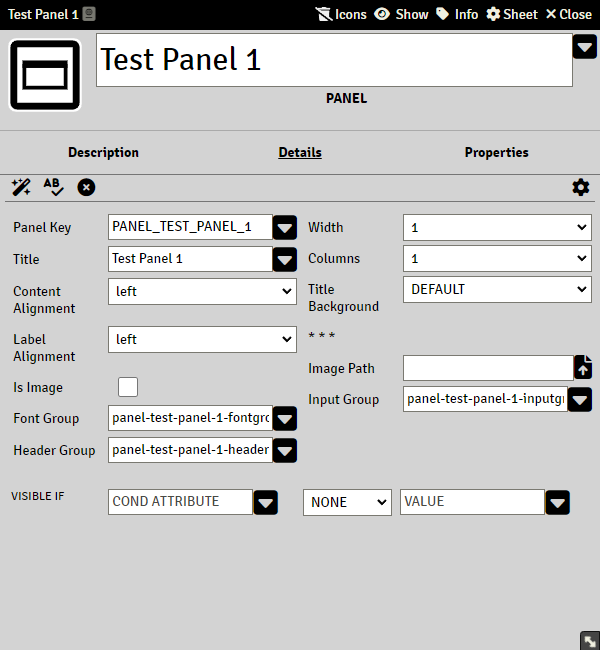 Test Panel 1 Icons Show Info Sheet Close
Test Panel 1
PANEL
Description Details Properties
AB
Panel Key PANEL_TEST_PANEL_1 Width 1
Title Test Panel 1 Columns 1
Content Alignment left Title Background DEFAULT
Label Alignment left * * *
Image Path
Is Image Input Group panel-test-panel-1-inputg
Font Group panel-test-panel-1-fontgr
Header Group panel-test-panel-1-header
VISIBLE IF COND ATTRIBUTE NONE VALUE